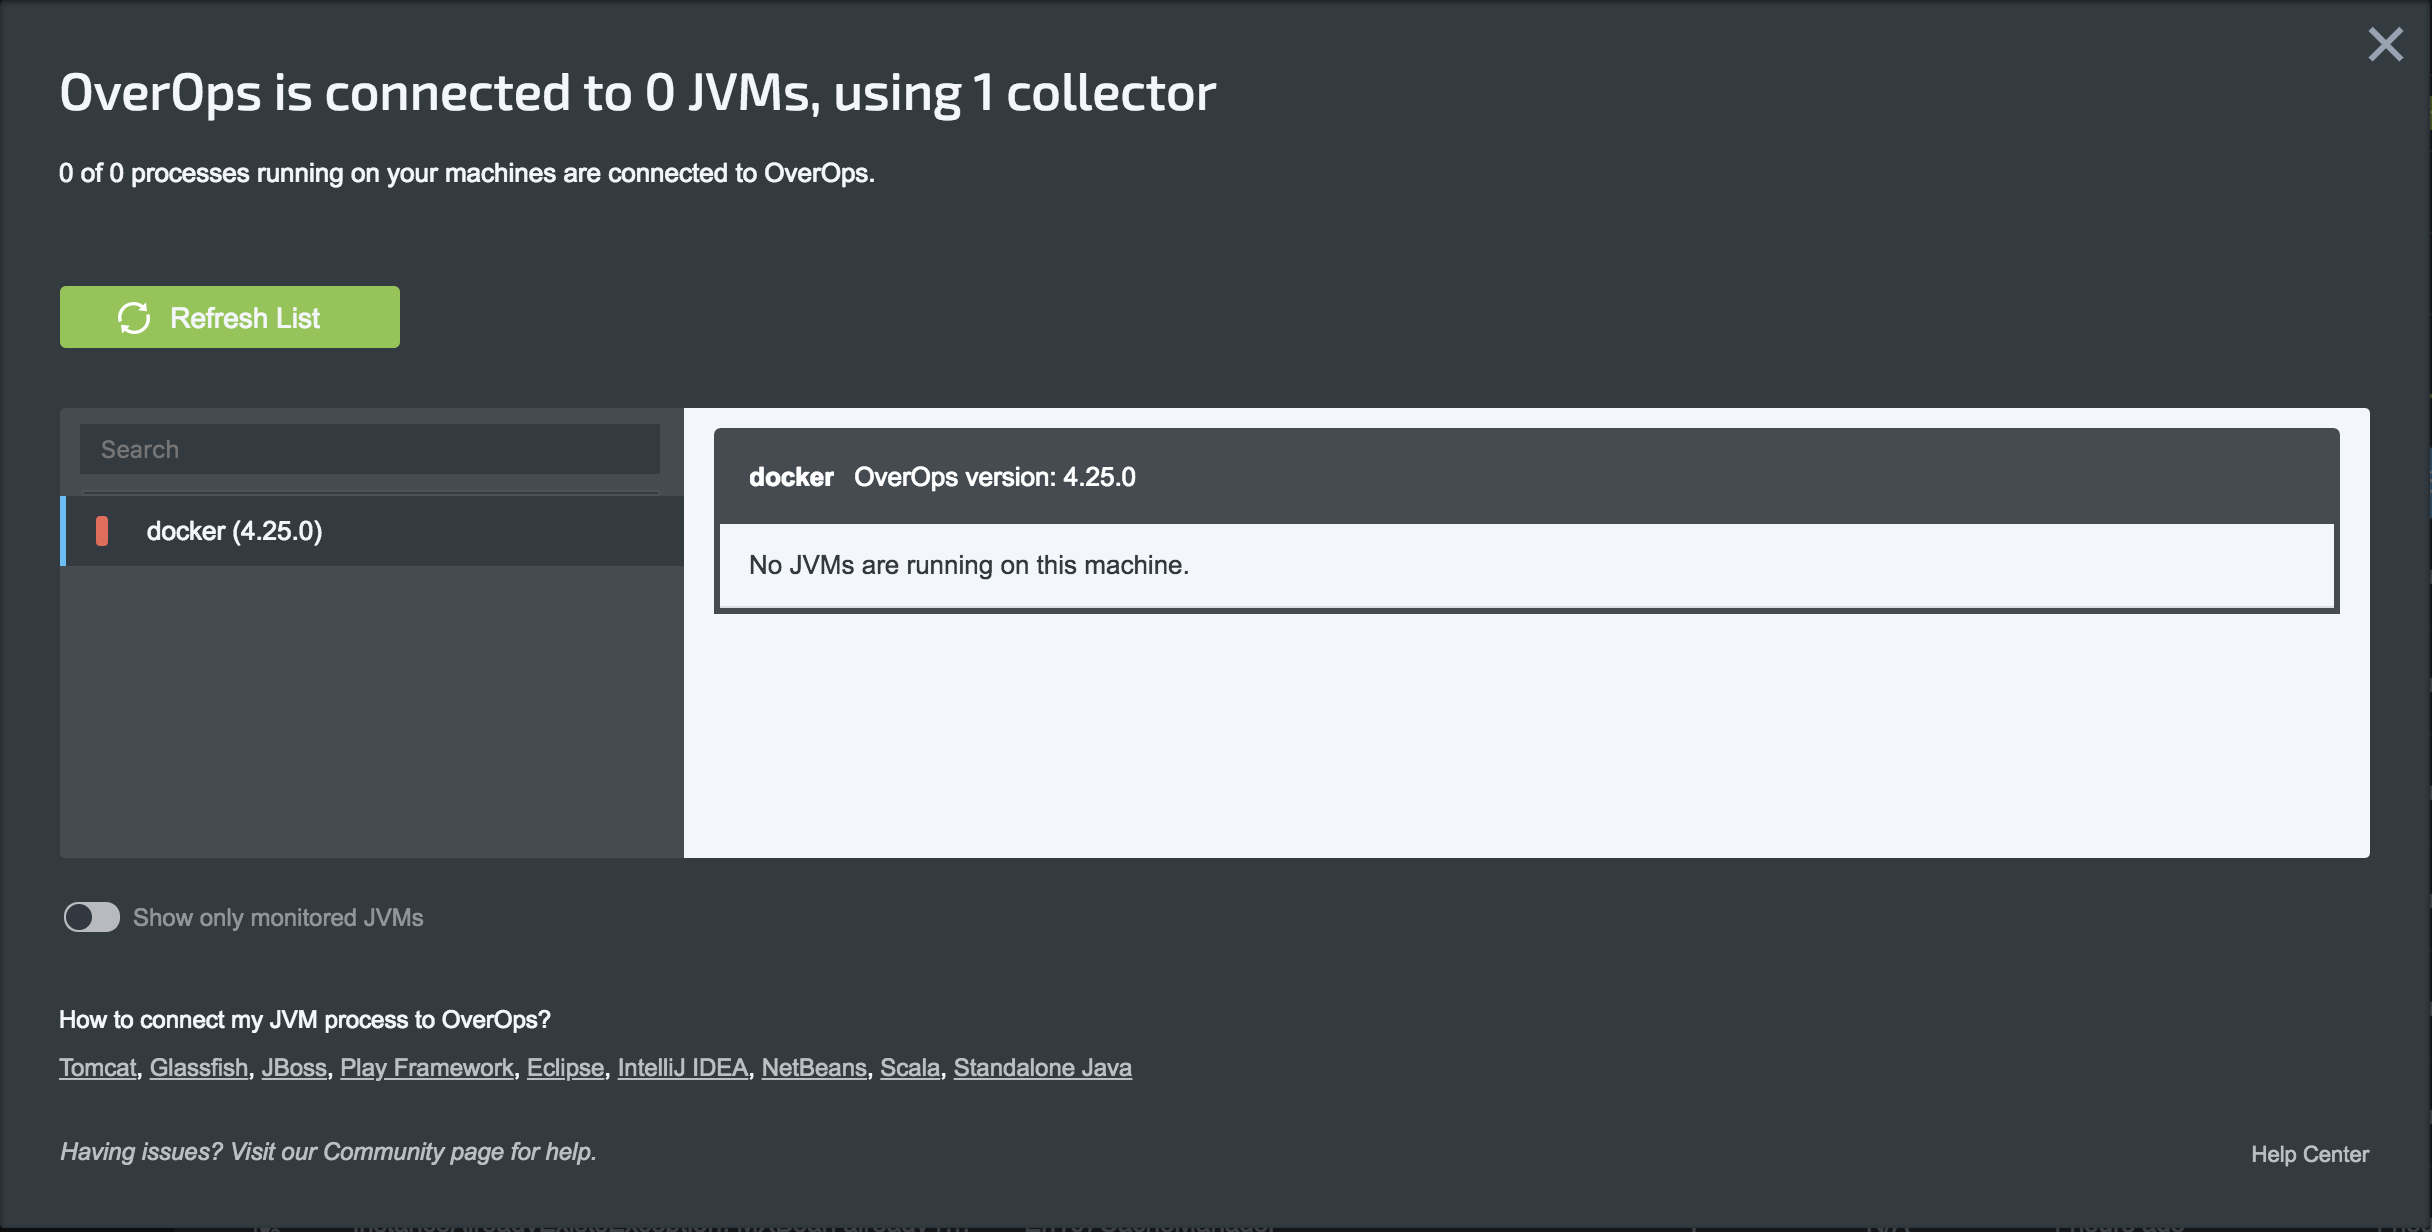 OverOps is connected to 0 JVMs, using 1 collector
0 of 0 processes running on your machines are connected to OverOps.
Refresh List
Search
docker (4.25.0)
docker OverOps version: 4.25.0
No JVMs are running on this machine.
Show only monitored JVMs
How to connect my JVM process to OverOps?
Tomcat, Glassfish, JBoss, Play Framework, Eclipse, IntelliJ IDEA, NetBeans, Scala, Standalone Java
Having issues? Visit our Community page for help.
Help Center